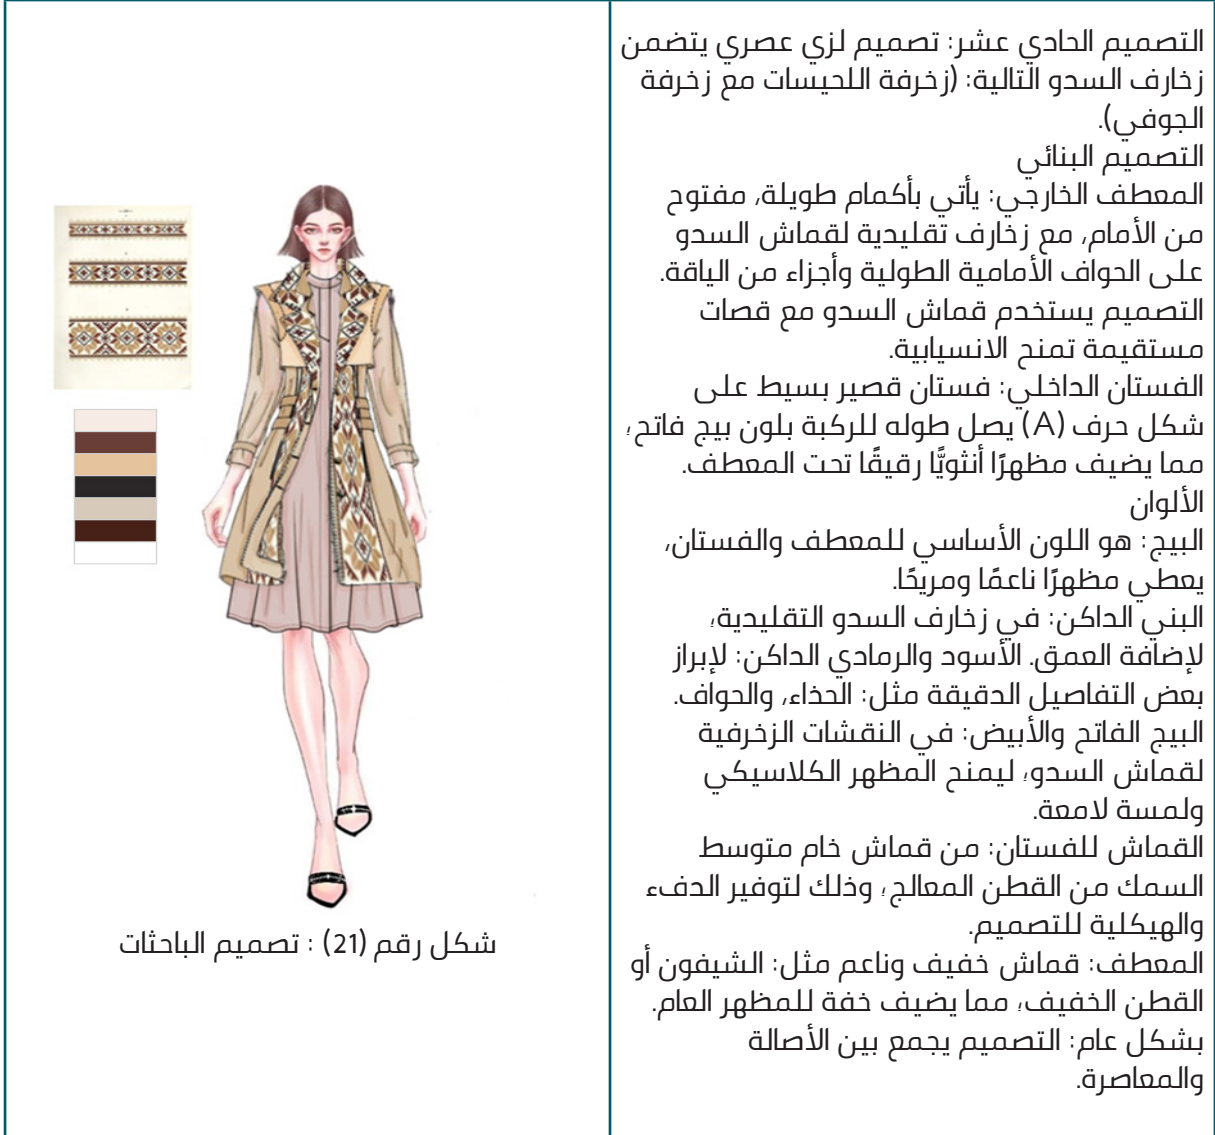 التصميم الحادي عشر: تصميم لزي عصري يتضمن
زخارف السدو التالية: (زخرفة اللحيسات مع زخرفة
الجوفي).
التصميم البنائي
المعطف الخارجي: يأتي بأكمام طويلة، مفتوح
من الأمام، مع زخارف تقليدية لقماش السدو
على الحواف الأمامية الطولية وأجزاء من الياقة.
التصميم يستخدم قماش السدو مع قصات
مستقيمة تمنح الانسيابية.
الفستان الداخلي: فستان قصير بسيط على
شكل حرف (A) يصل طوله للركبة بلون بيج فاتح؛
مما يضيف مظهرًا أنثويًّا رقيقًا تحت المعطف.
الألوان
البيج: هو اللون الأساسي للمعطف والفستان،
يعطي مظهرًا ناعمًا ومريحًا.
البني الداكن: في زخارف السدو التقليدية؛
لإضافة العمق. الأسود والرمادي الداكن: لإبراز
بعض التفاصيل الدقيقة مثل: الحذاء، والحواف.
البيج الفاتح والأبيض: في النقشات الزخرفية
لقماش السدو؛ ليمنح المظهر الكلاسيكي
ولمسة لامعة.
القماش للفستان: من قماش خام متوسط
السمك من القطن المعالج؛ وذلك لتوفير الدفء
والهيكلية للتصميم.
المعطف: قماش خفيف وناعم مثل: الشيفون أو
القطن الخفيف؛ مما يضيف خفة للمظهر العام.
بشكل عام: التصميم يجمع بين الأصالة
والمعاصرة.
شكل رقم (21) : تصميم الباحثات